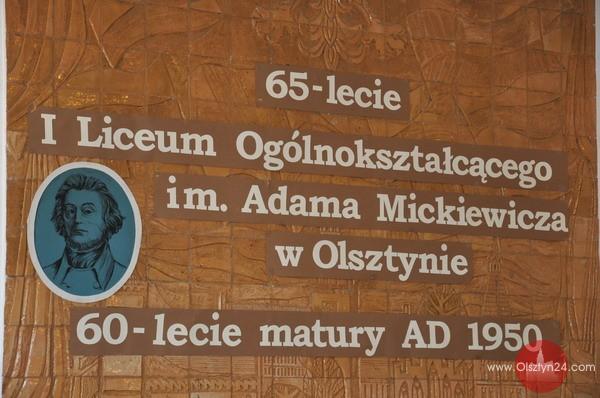 65-lecie
I Liceum Ogólnokształcącego
im. Adama Mickiewicza
w Olsztynie
60-lecie matury AD 1950
www.Olsztyn24.com